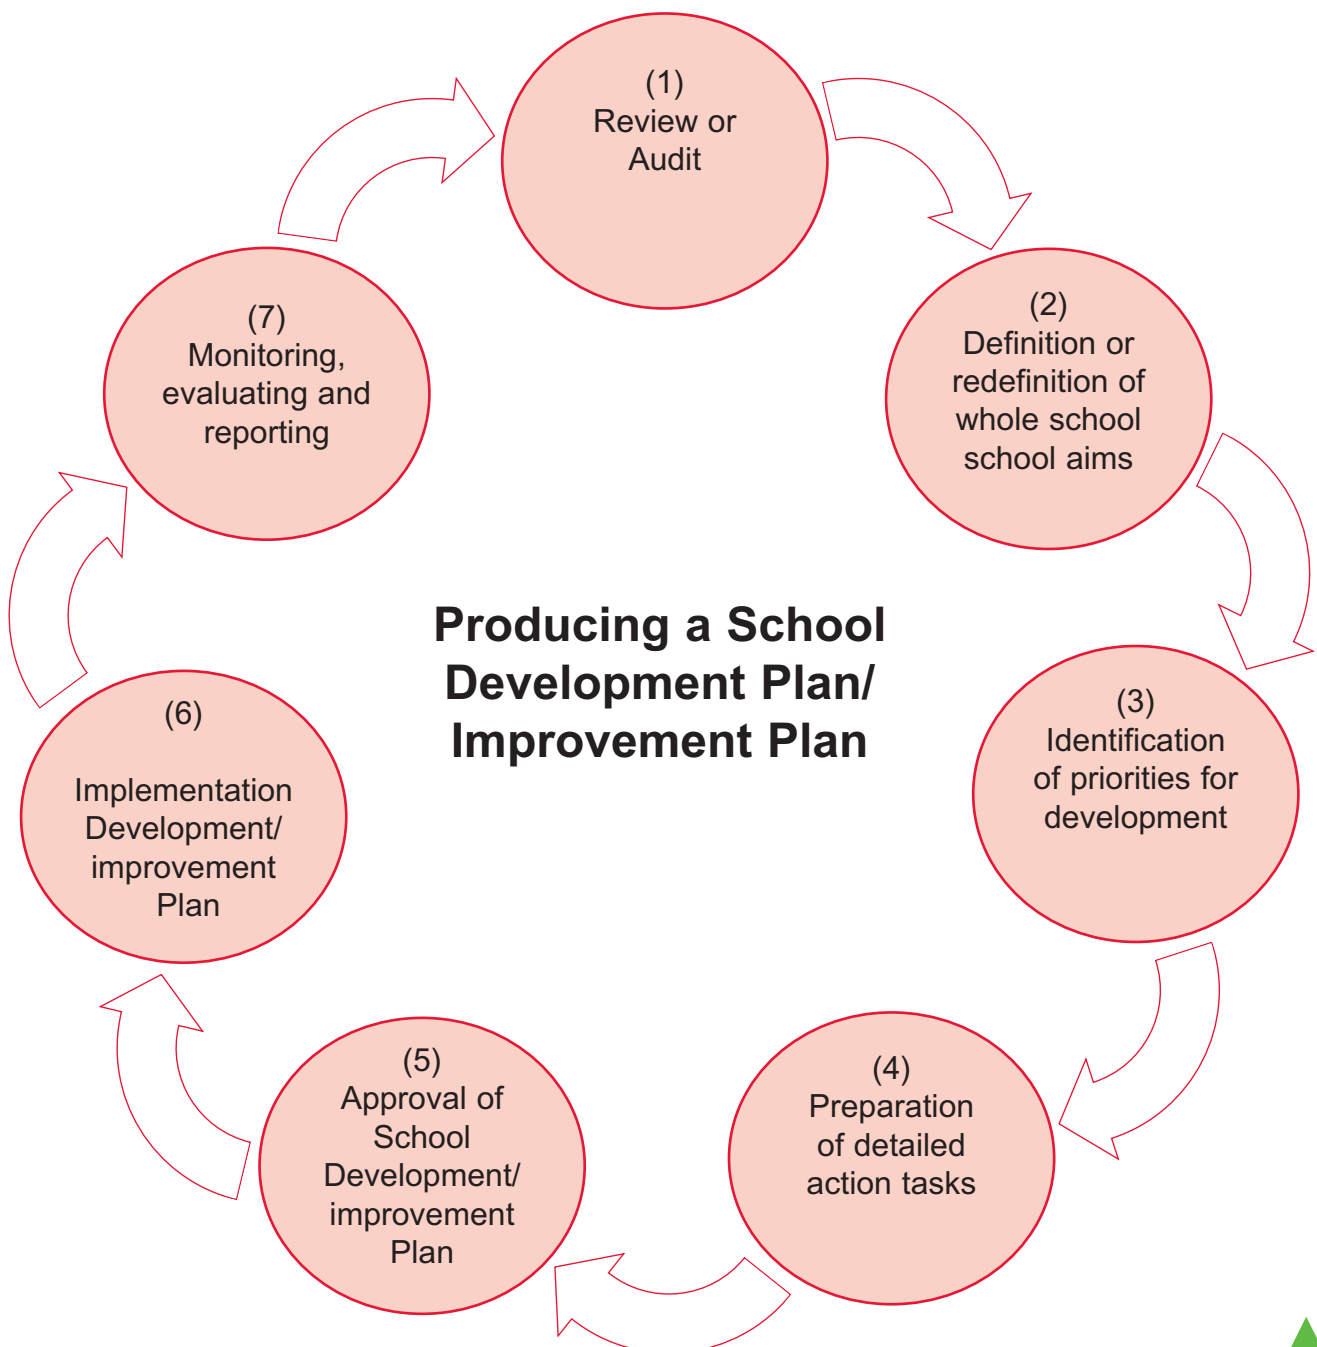 (1)
Review or
Audit
(2)
Definition or
redefinition of
whole school
school aims
(3)
Identification
of priorities for
development
(4)
Preparation
of detailed
action tasks
(5)
Approval of
School
Development/
improvement
Plan
(6)
Implementation
Development/
improvement
Plan
(7)
Monitoring,
evaluating and
reporting
Producing a School
Development Plan/
Improvement Plan